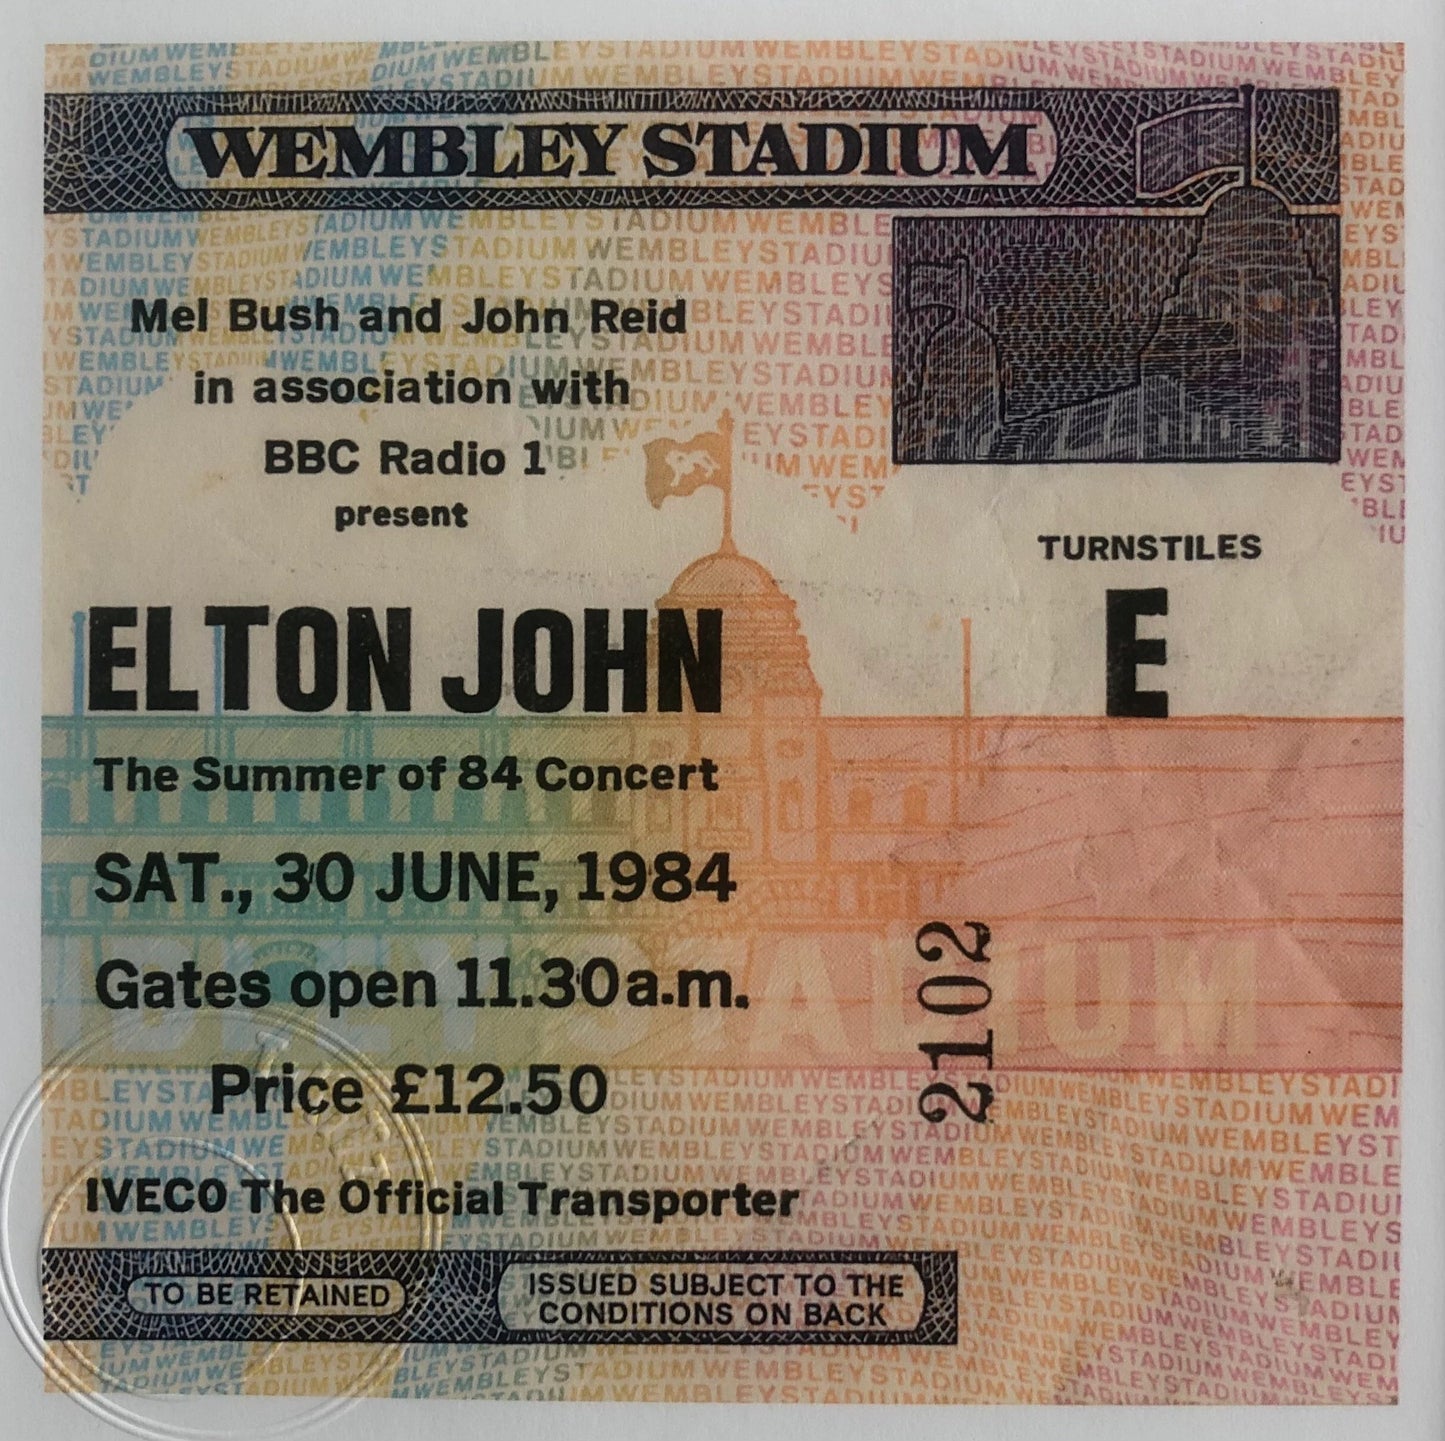 WEMBLEY STADIUM
Mel Bush and John Reid
in association with
BBC Radio 1
present
TURNSTILES
E
ELTON JOHN
The Summer of 84 Concert
SAT., 30 JUNE, 1984
Gates open 11.30a.m.
2102
Price £12.50
IVECO The Official Transporter
TO BE RETAINED
ISSUED SUBJECT TO THE
CONDITIONS ON BACK